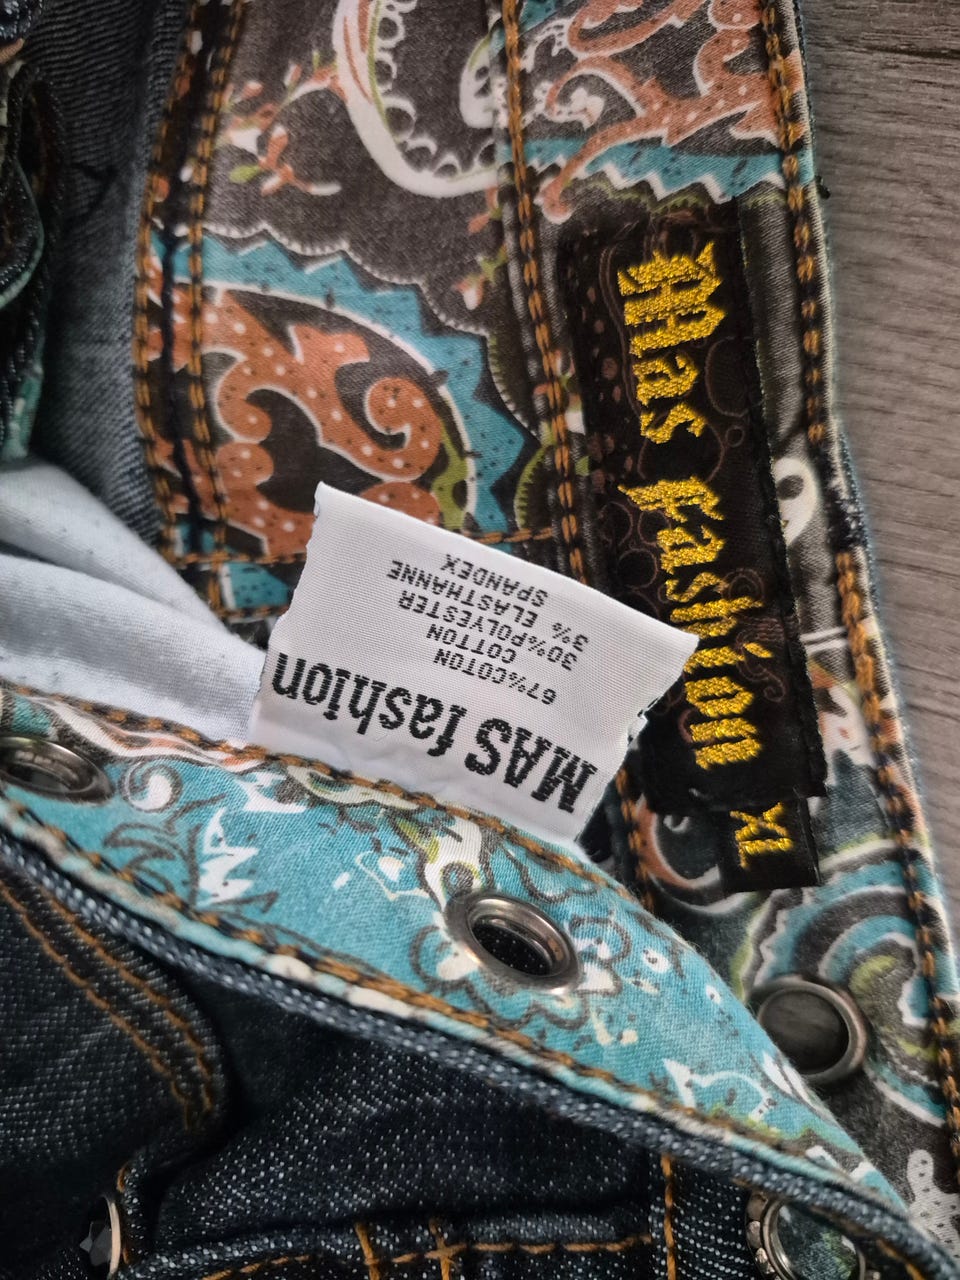 Mas Fashion
XL
MAS fashion
67%COTON
COTTON
30%POLYESTER
3% ELASTHANNE
SPANDEX